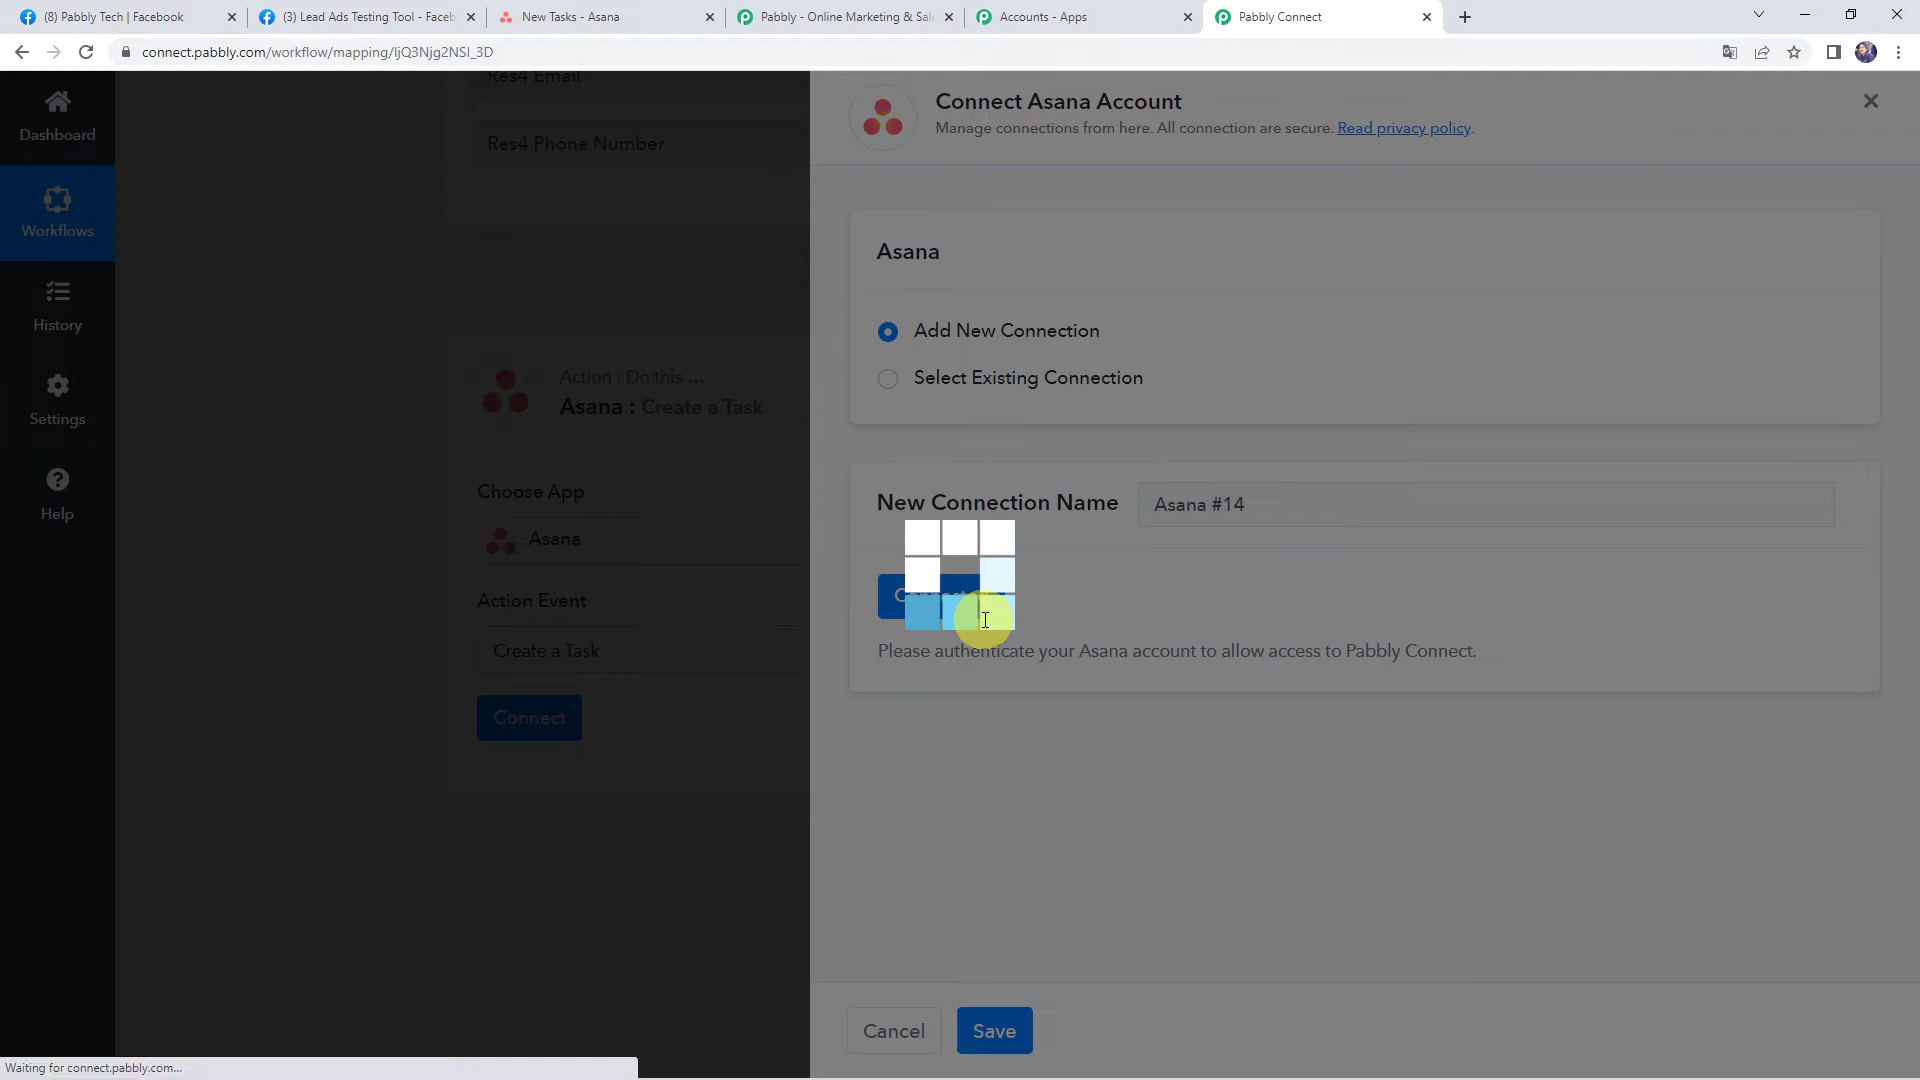 (8) Pabbly Tech | Facebook
(3) Lead Ads Testing Tool - Faceb
New Tasks - Asana
Pabbly - Online Marketing & Sale
Accounts - Apps
Pabbly Connect
connect.pabbly.com/workflow/mapping/IjQ3Njg2NSI_3D
Dashboard
Workflows
History
Settings
Help
Res4 Email
Res4 Phone Number
Action : Do this ...
Asana : Create a Task
Choose App
Asana
Action Event
Create a Task
Connect
Connect Asana Account
Manage connections from here. All connection are secure. Read privacy policy.
Asana
Add New Connection
Select Existing Connection
New Connection Name
Asana #14
Please authenticate your Asana account to allow access to Pabbly Connect.
Cancel
Save
Waiting for connect.pabbly.com...